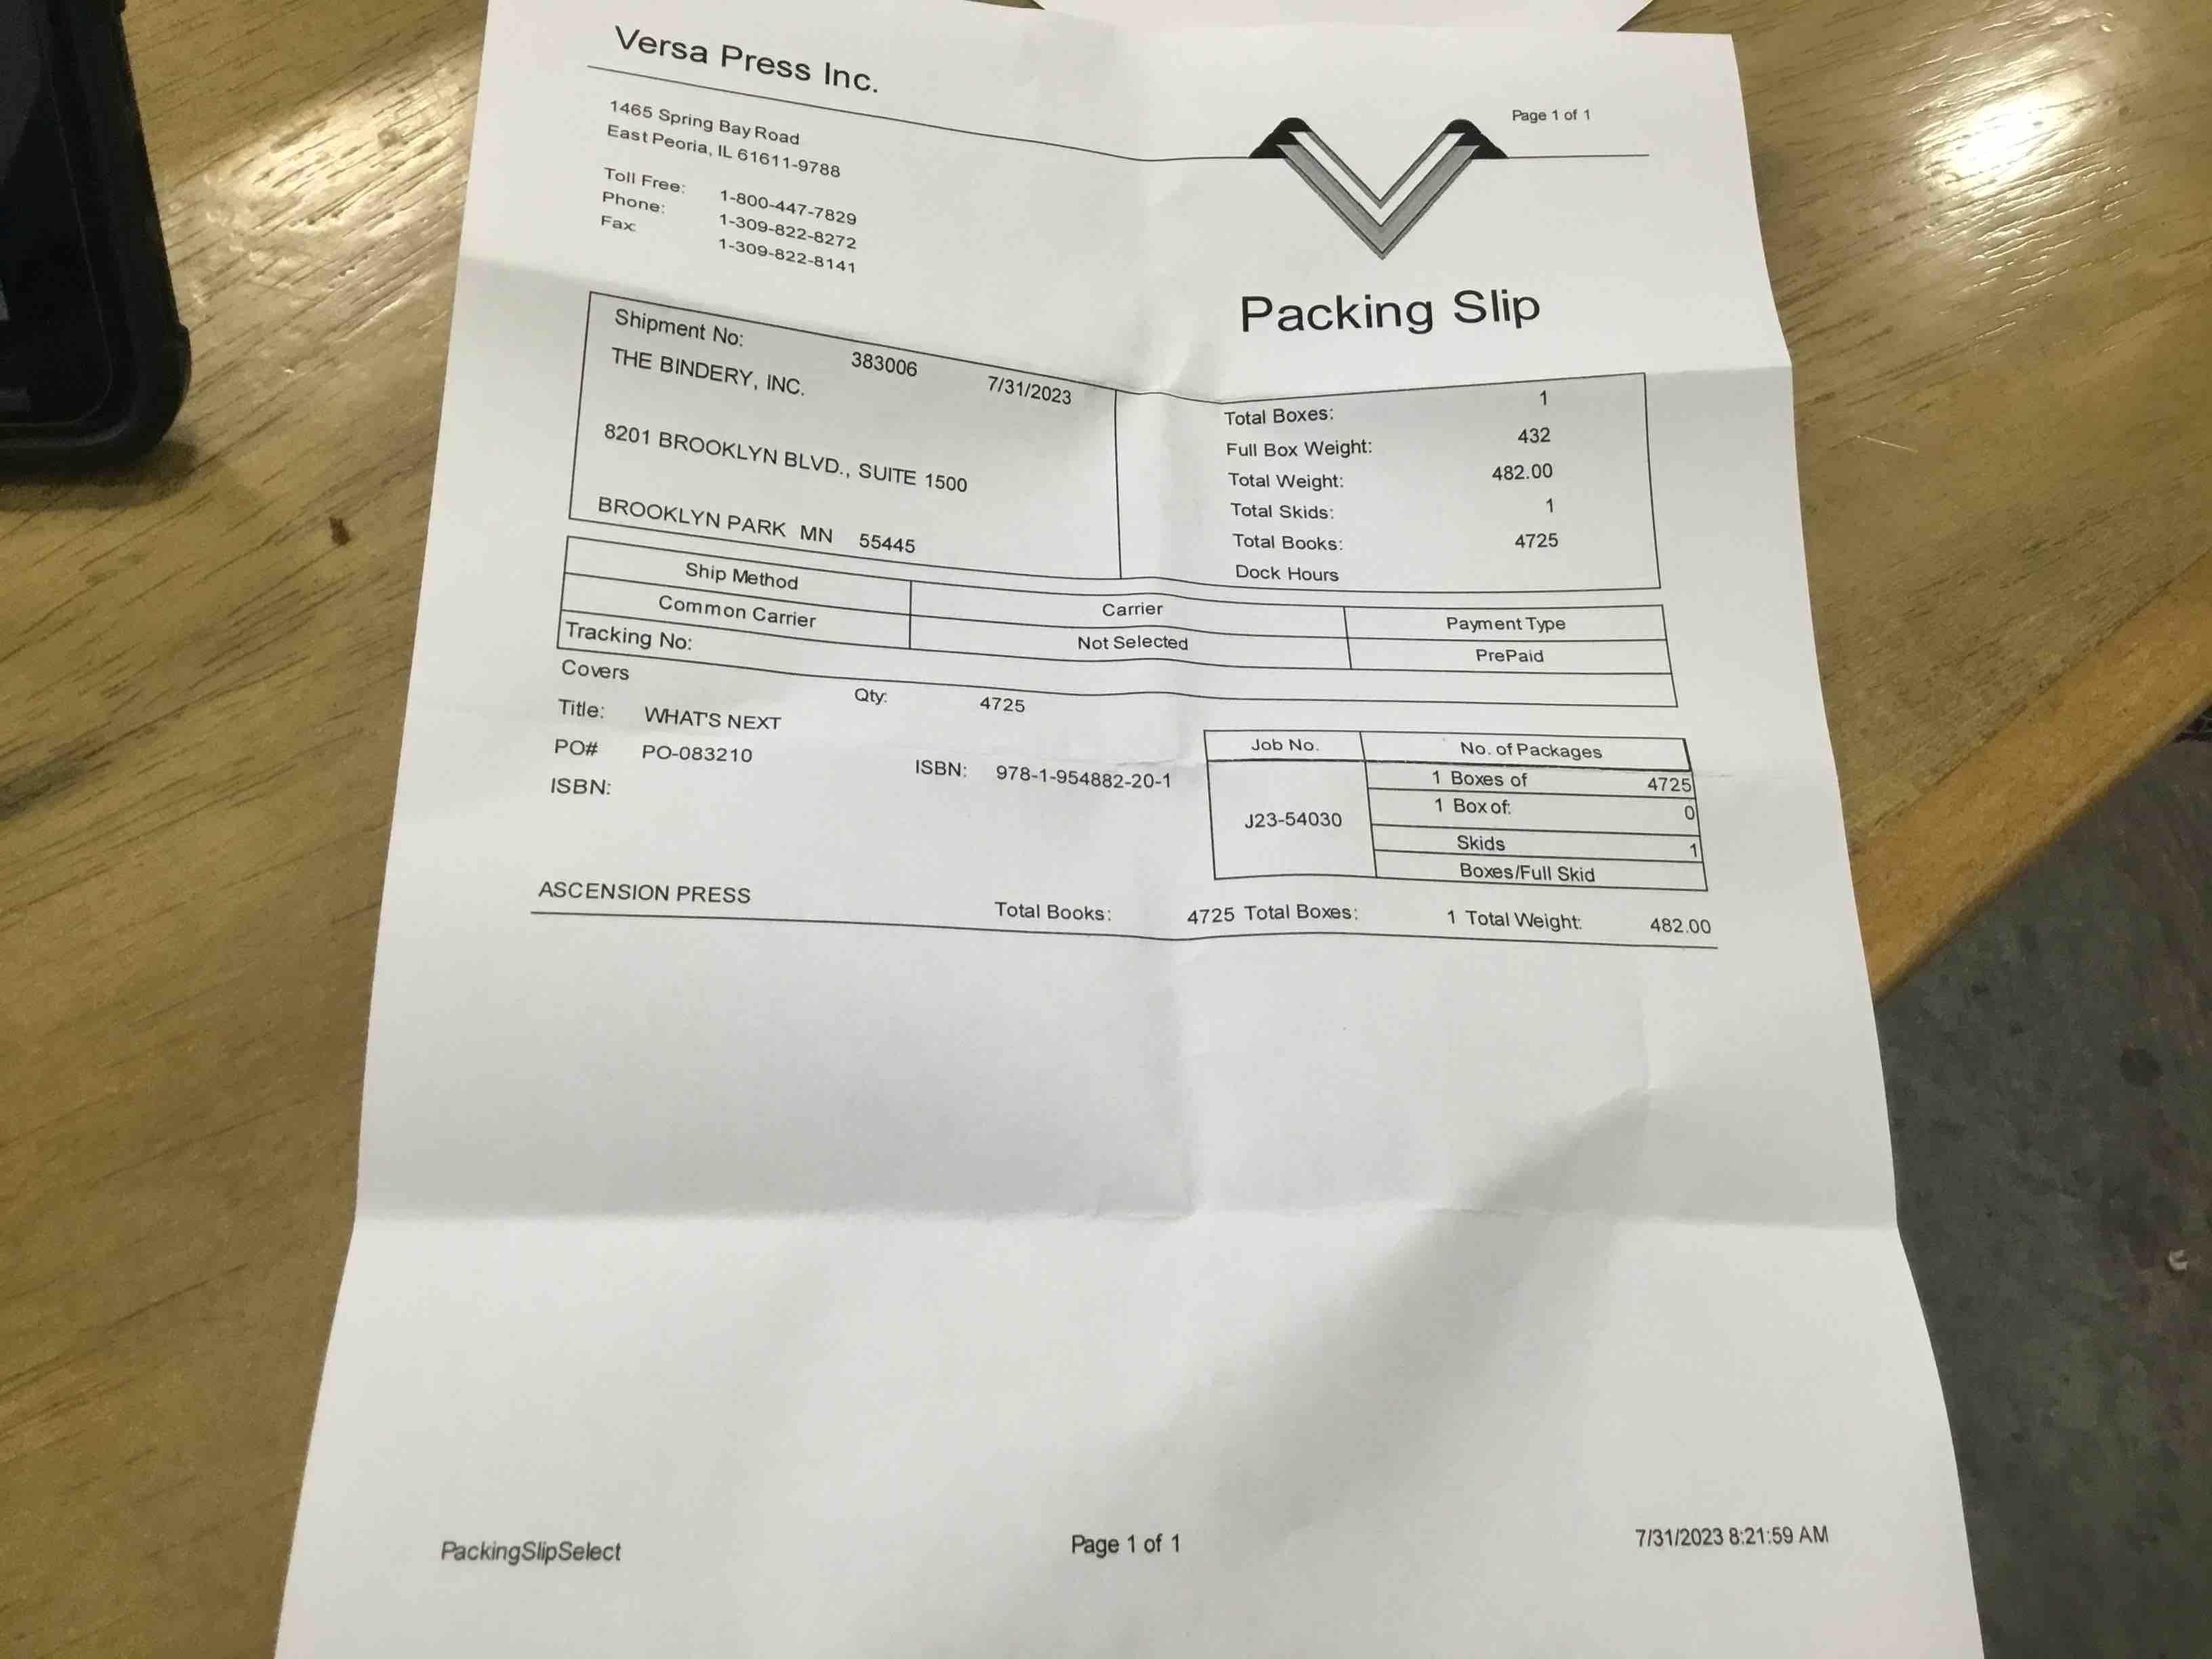 Versa Press Inc.
Page 1 of 1
1465 Spring Bay Road
East Peoria, IL 61611-9788
Toll Free: 1-800-447-7829
Phone: 1-309-822-8272
Fax: 1-309-822-8141
Packing Slip
Shipment No: 383006 7/31/2023
THE BINDERY, INC.
8201 BROOKLYN BLVD., SUITE 1500
BROOKLYN PARK MN 55445
Total Boxes: 1
Full Box Weight: 432
Total Weight: 482.00
Total Skids: 1
Total Books: 4725
Dock Hours
Ship Method Carrier Payment Type
Common Carrier Not Selected PrePaid
Tracking No:
Covers Qty: 4725
Title: WHAT'S NEXT
PO# PO-083210 ISBN: 978-1-954882-20-1
ISBN:
Job No. No. of Packages
J23-54030
1 Boxes of 4725
1 Box of: 0
Skids 1
Boxes/Full Skid
ASCENSION PRESS Total Books: 4725 Total Boxes: 1 Total Weight: 482.00
PackingSlipSelect Page 1 of 1 7/31/2023 8:21:59 AM